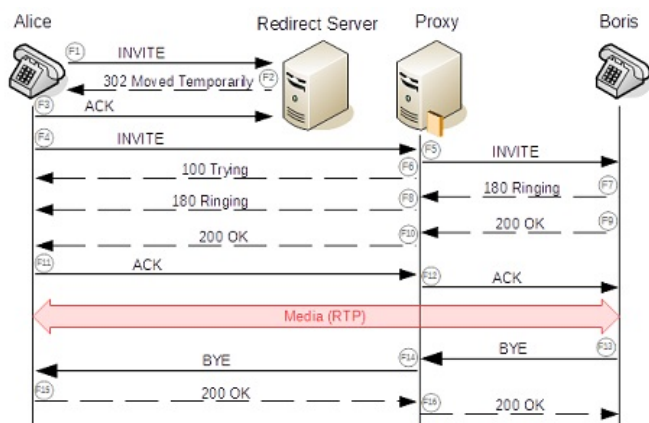 Alice Redirect Server Proxy Boris
F1 INVITE
302 Moved Temporarily F2
F3 ACK
F4 INVITE
F5 INVITE
100 Trying F6
180 Ringing F7
180 Ringing F8
200 OK F9
200 OK F10
F11 ACK
F12 ACK
Media (RTP)
BYE F13
BYE F14
F15 200 OK
F16 200 OK